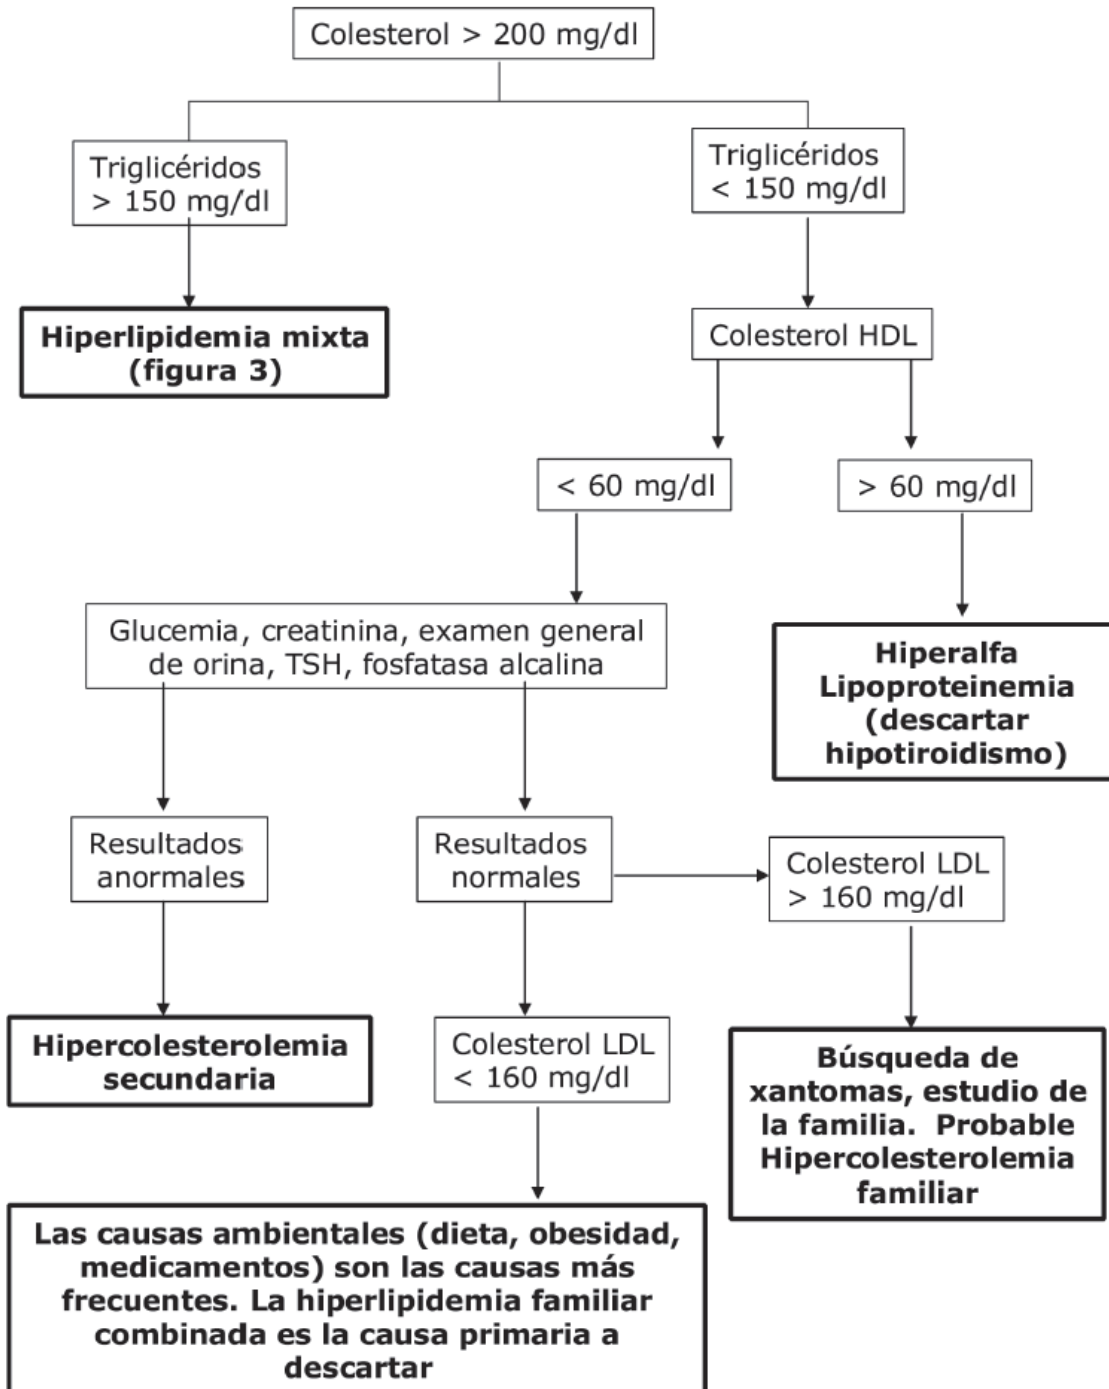 Colesterol > 200 mg/dl
Triglicéridos
> 150 mg/dl
Triglicéridos
< 150 mg/dl
Hiperlipidemia mixta
(figura 3)
Colesterol HDL
< 60 mg/dl
> 60 mg/dl
Glucemia, creatinina, examen general
de orina, TSH, fosfatasa alcalina
Hiperalfa
Lipoproteinemia
(descartar
hipotiroidismo)
Resultados
anormales
Resultados
normales
Colesterol LDL
> 160 mg/dl
Hipercolesterolemia
secundaria
Colesterol LDL
< 160 mg/dl
Búsqueda de
xantomas, estudio de
la familia. Probable
Hipercolesterolemia
familiar
Las causas ambientales (dieta, obesidad,
medicamentos) son las causas más
frecuentes. La hiperlipidemia familiar
combinada es la causa primaria a
descartar